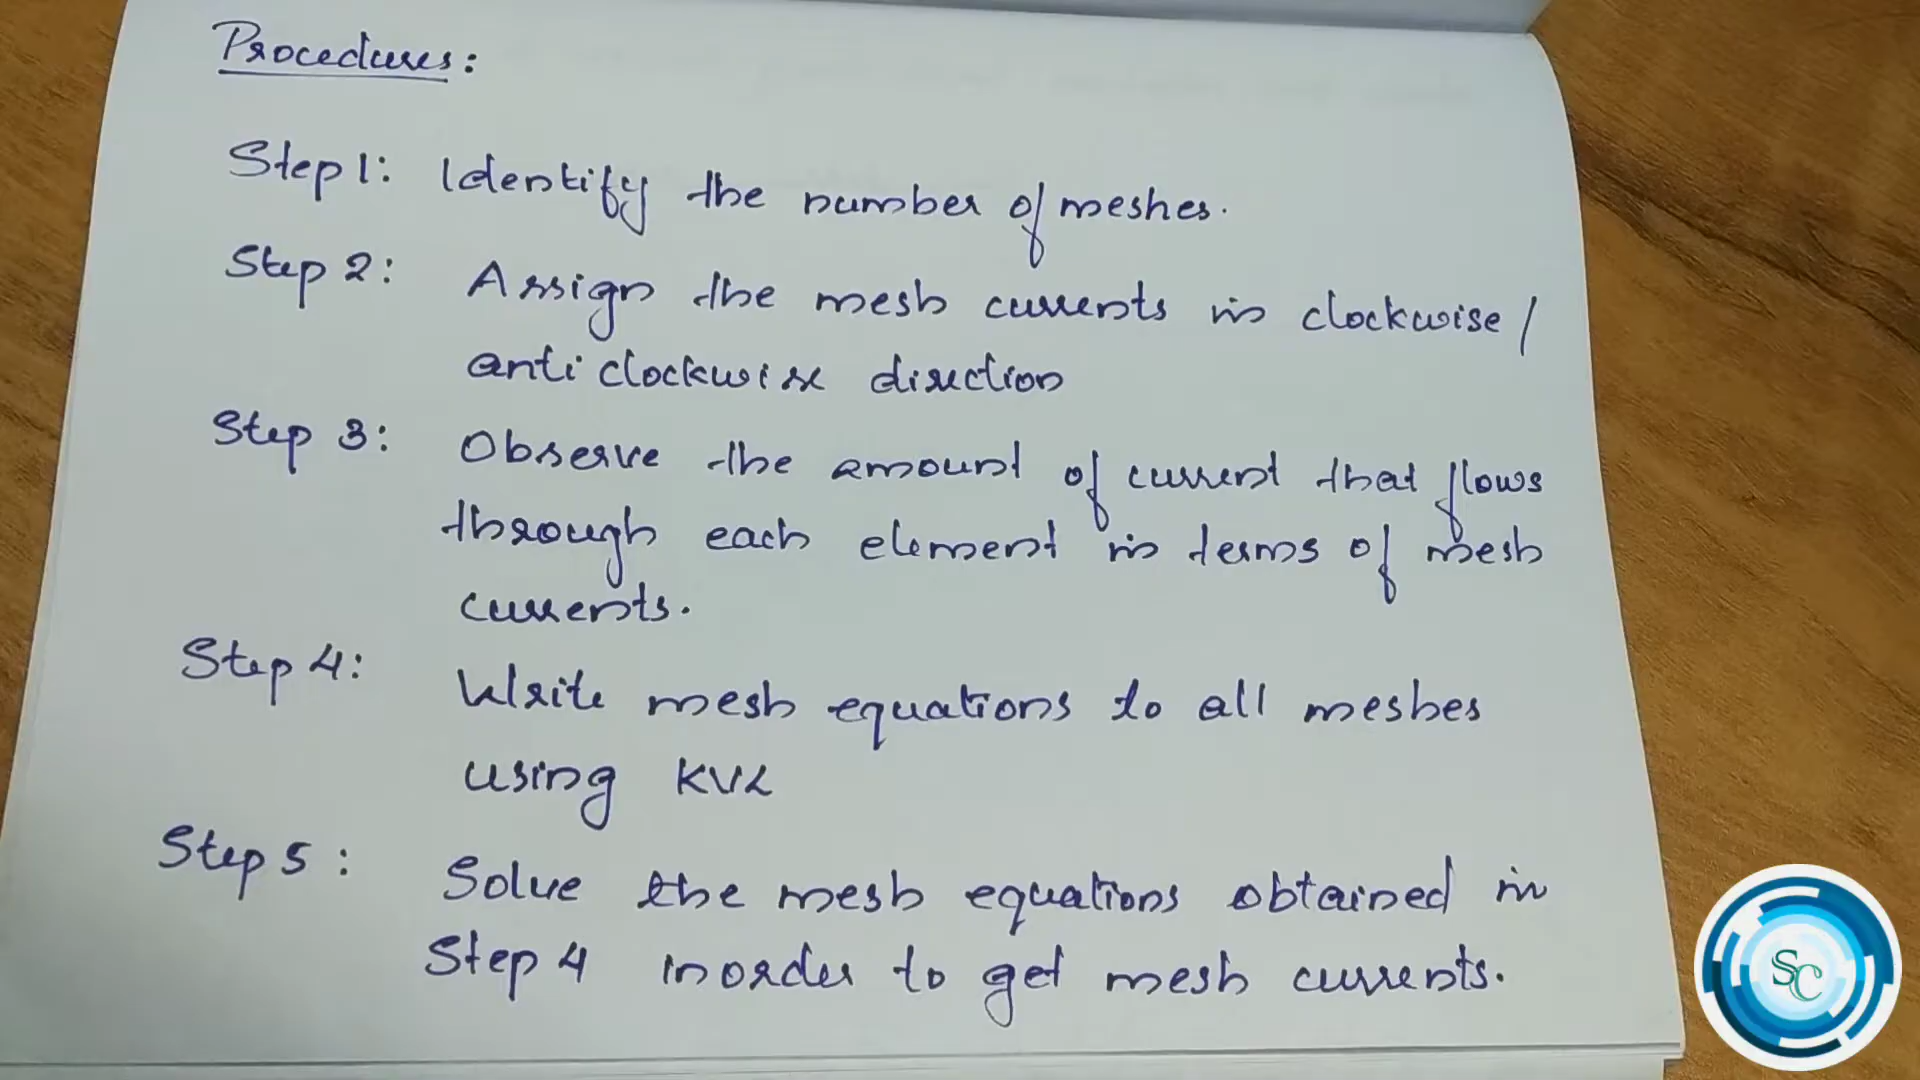 Procedures:
Step 1: Identify the number of meshes.
Step 2: Assign the mesh currents in clockwise/
anti clockwise direction
Step 3: Observe the amount of current that flows
through each element in terms of mesh
currents.
Step 4: Write mesh equations to all meshes
using KVL
Step 5: Solve the mesh equations obtained in
Step 4 inorder to get mesh currents.
SC